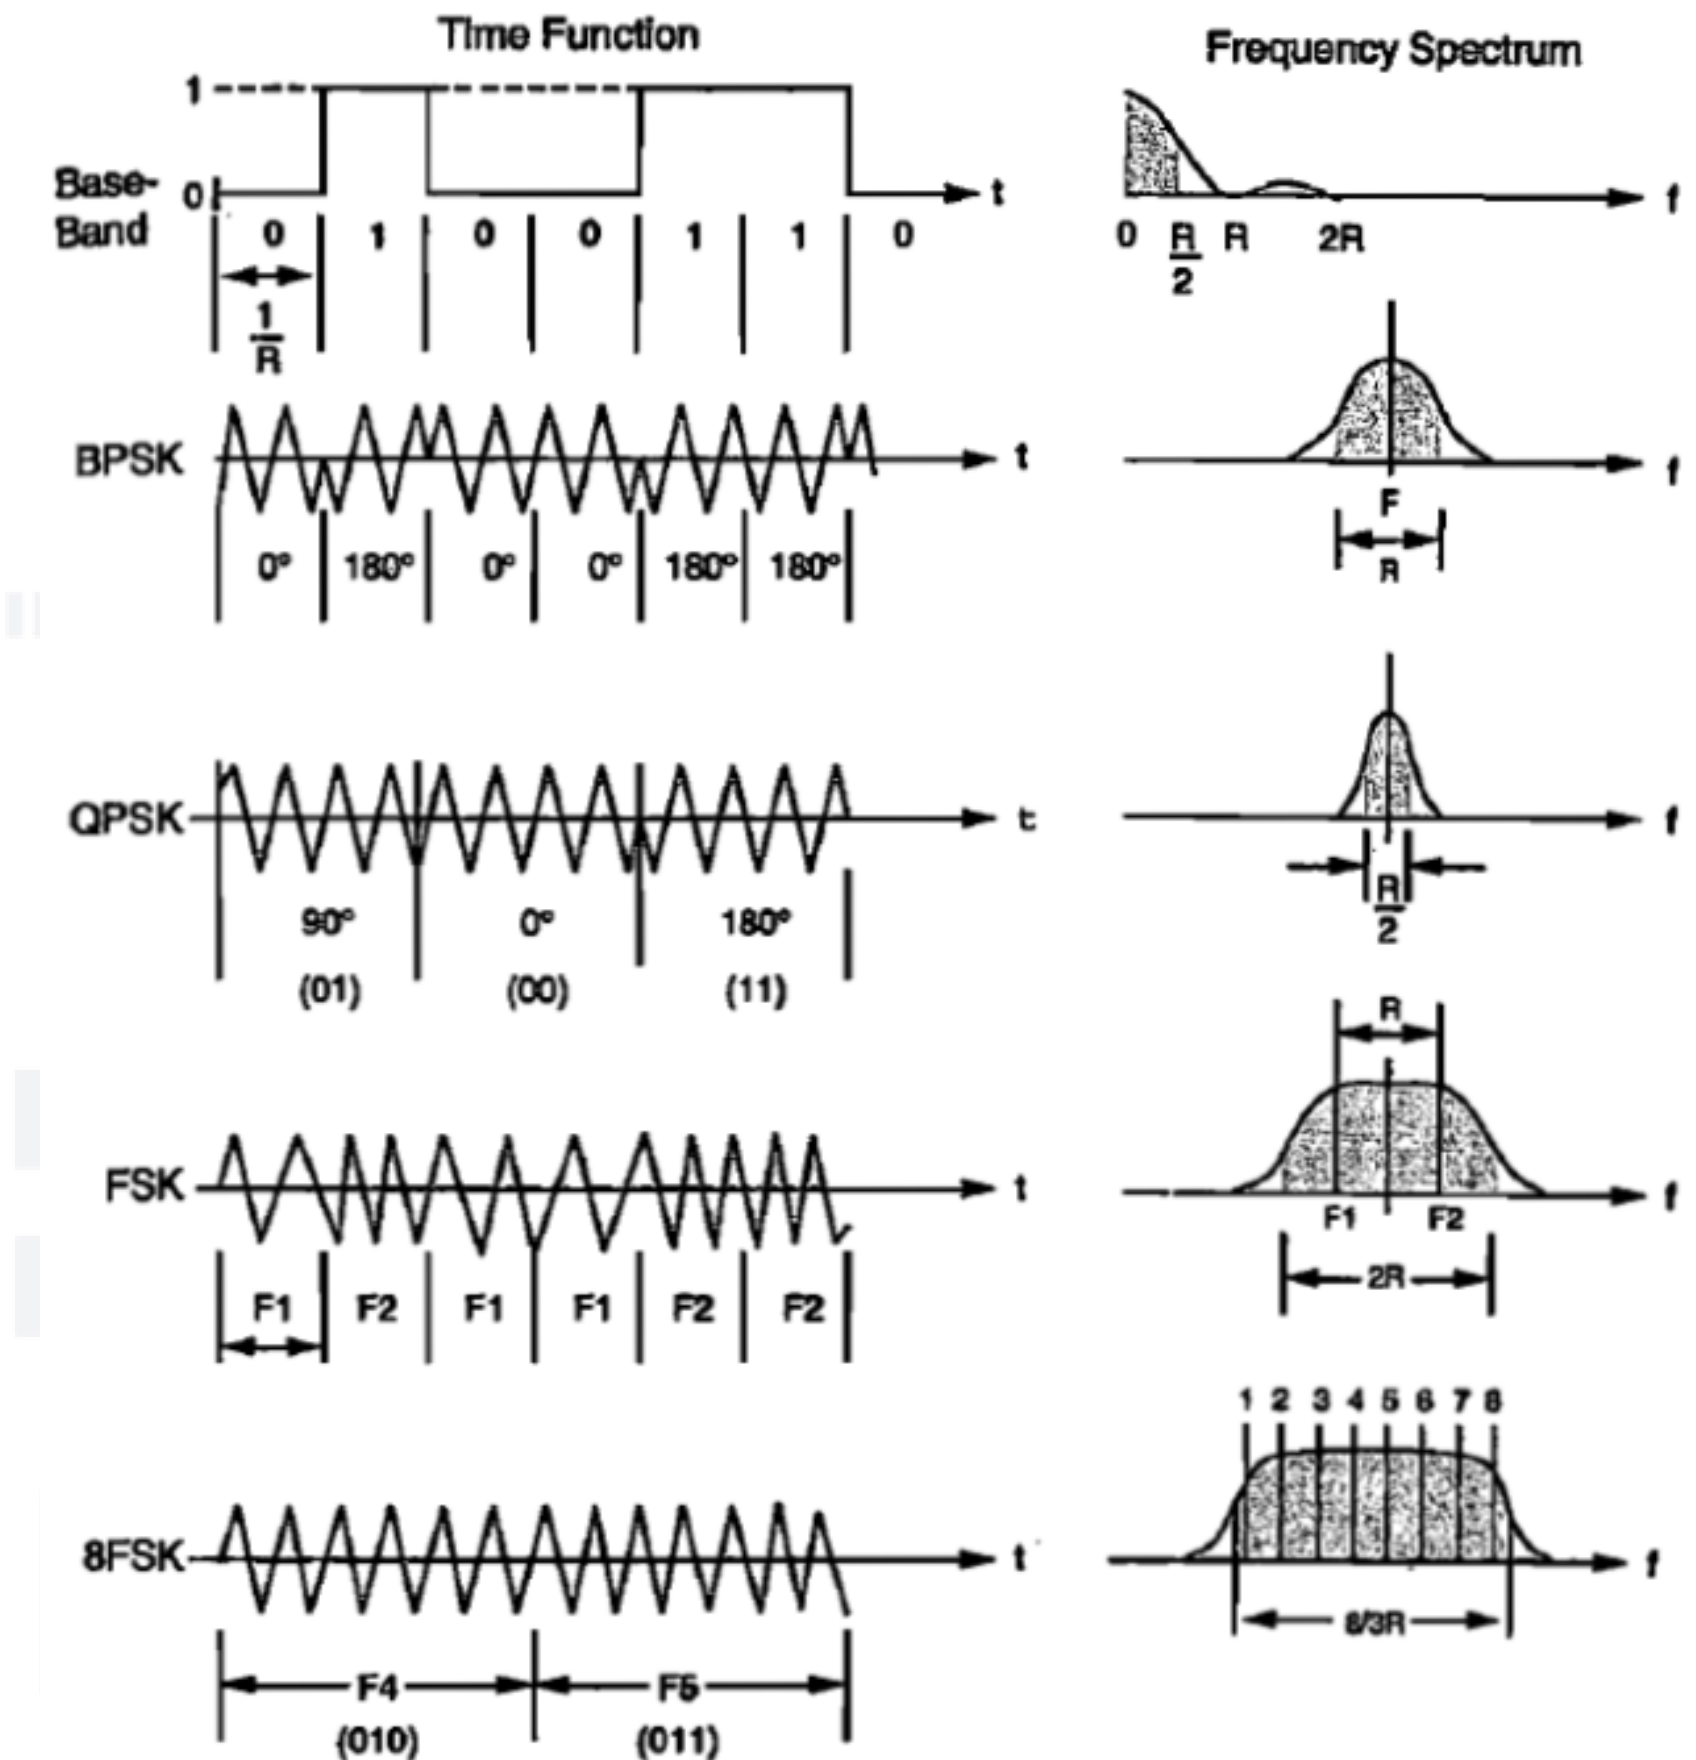 Time Function
Frequency Spectrum
1
Base-
0
t
f
Band
0 1 0 0 1 1 0
0 R/2 R 2R
1/R
BPSK
t
f
F
0° 180° 0° 0° 180° 180°
R
QPSK
t
f
R/2
90° 0° 180°
(01) (00) (11)
R
FSK
t
f
F1 F2
2R
F1 F2 F1 F1 F2 F2
1 2 3 4 5 6 7 8
8FSK
t
f
8/3R
F4 F5
(010) (011)